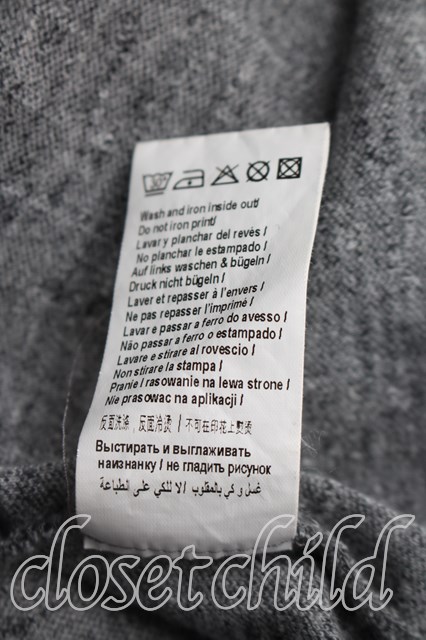 Wash and iron inside out/
Do not iron print/
Lavar y planchar del revés/
No planchar le estampado/
Auf links waschen & bügeln/
Druck nicht bügeln/
Laver et repasser à l'envers/
Ne pas repasser l'imprimé/
Lavar e passar a ferro do avesso/
Não passar a ferro o estampado/
Lavare e stirare al rovescio/
Non stirare la stampa/
Pranie i rasowanie na lewa strone/
Nie prasowac na aplikacji/
反面洗涤，反面冷烫/不可在印花上熨烫
Выстирать и выглаживать
наизнанку/ не гладить рисунок
غسل و كي بالمقلوب /لا للكي على الطباعة
closet child